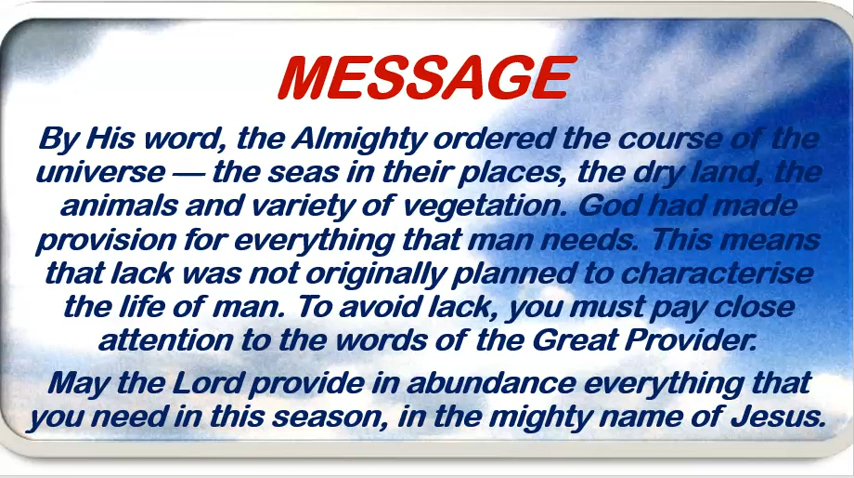 MESSAGE
By His word, the Almighty ordered the course of the
universe — the seas in their places, the dry land, the
animals and variety of vegetation. God had made
provision for everything that man needs. This means
that lack was not originally planned to characterise
the life of man. To avoid lack, you must pay close
attention to the words of the Great Provider.
May the Lord provide in abundance everything that
you need in this season, in the mighty name of Jesus.